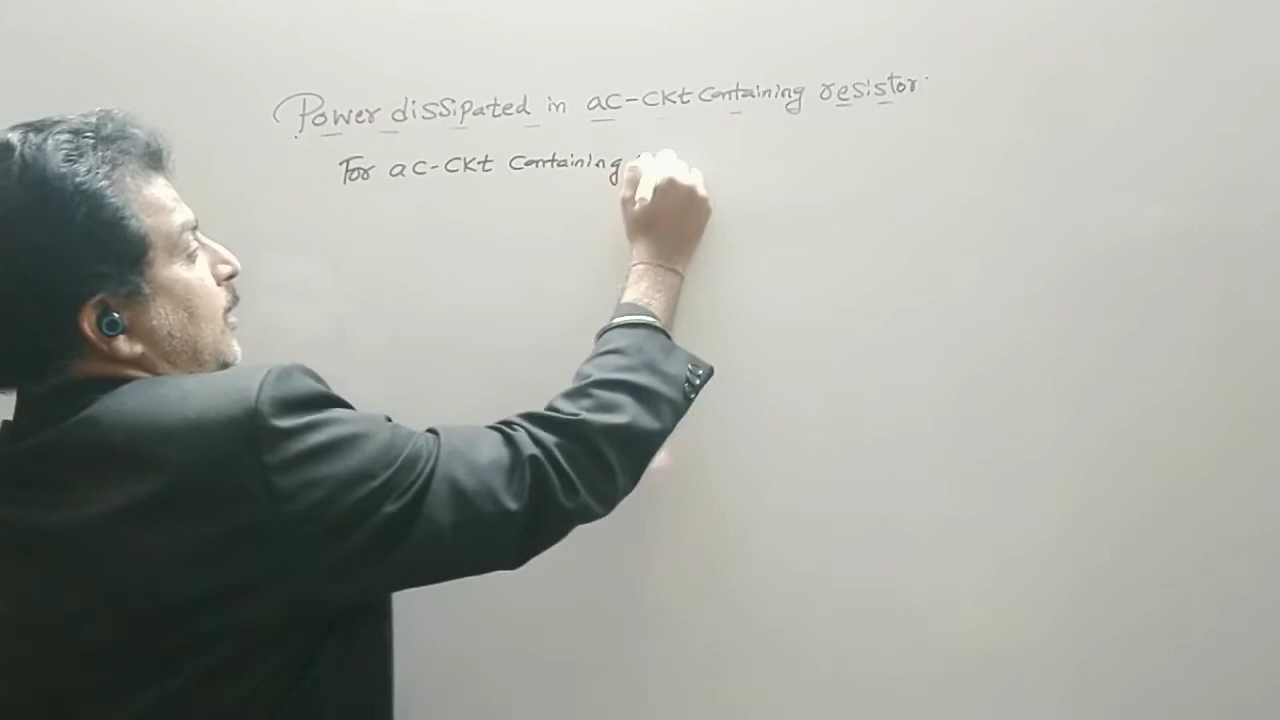 Power dissipated in ac-ckt containing resistor.
For ac-ckt containing